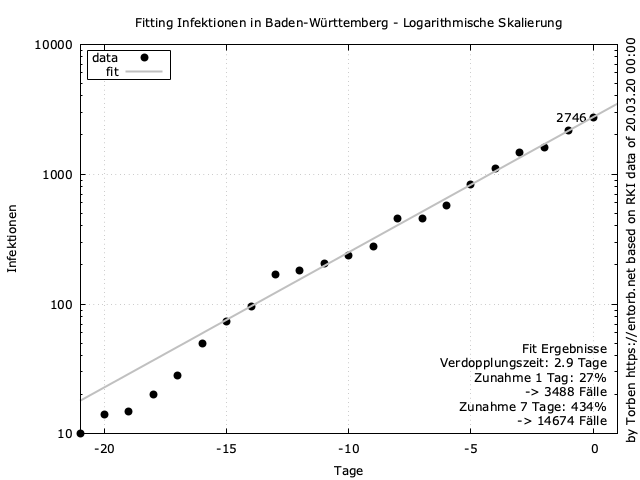 Fitting Infektionen in Baden-Württemberg - Logarithmische Skalierung
10000
1000
100
10
data
fit
2746
Infektionen
Fit Ergebnisse
Verdopplungszeit: 2.9 Tage
Zunahme 1 Tag: 27%
-> 3488 Fälle
Zunahme 7 Tage: 434%
-> 14674 Fälle
-20 -15 -10 -5 0
Tage
by Torben https://entorb.net based on RKI data of 20.03.20 00:00